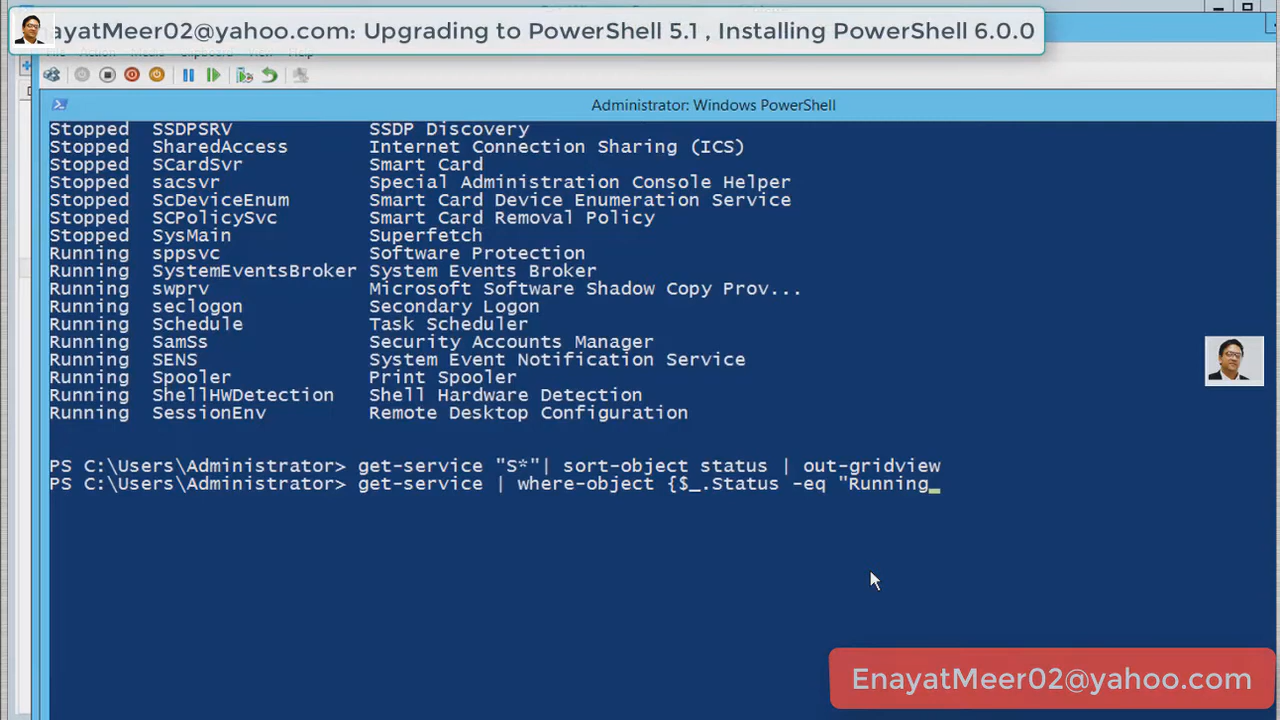 nayatMeer02@yahoo.com: Upgrading to PowerShell 5.1 , Installing PowerShell 6.0.0
Administrator: Windows PowerShell
Stopped SSDPSRV SSDP Discovery
Stopped SharedAccess Internet Connection Sharing (ICS)
Stopped SCardSvr Smart Card
Stopped sacsvr Special Administration Console Helper
Stopped ScDeviceEnum Smart Card Device Enumeration Service
Stopped SCPolicySvc Smart Card Removal Policy
Stopped SysMain Superfetch
Running sppsvc Software Protection
Running SystemEventsBroker System Events Broker
Running swprv Microsoft Software Shadow Copy Prov...
Running seclogon Secondary Logon
Running Schedule Task Scheduler
Running SamSs Security Accounts Manager
Running SENS System Event Notification Service
Running Spooler Print Spooler
Running ShellHWDetection Shell Hardware Detection
Running SessionEnv Remote Desktop Configuration
PS C:\Users\Administrator> get-service "S*"| sort-object status | out-gridview
PS C:\Users\Administrator> get-service | where-object {$_.Status -eq "Running
EnayatMeer02@yahoo.com